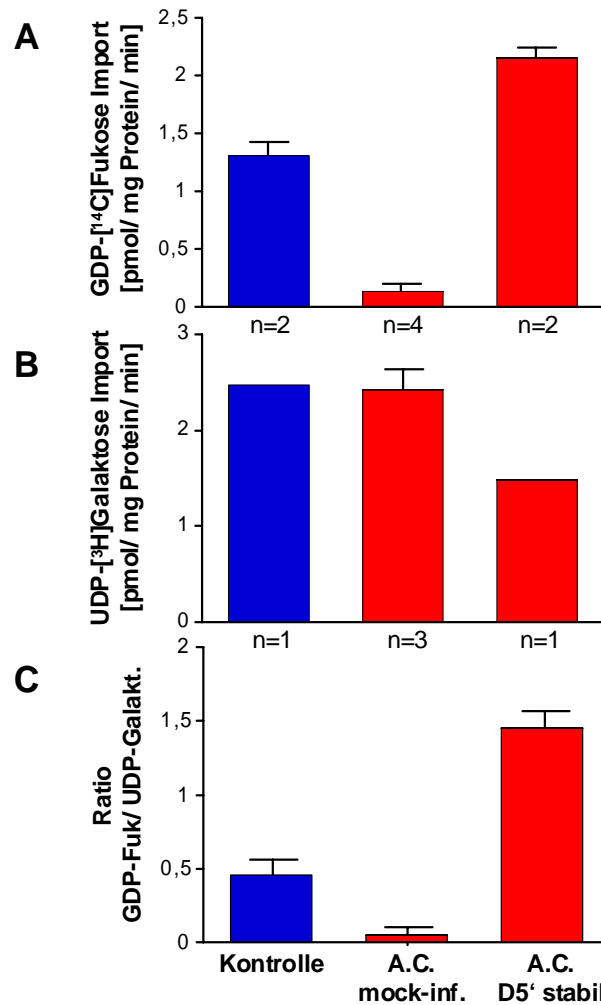 A
GDP-[¹⁴C]Fukose Import
[pmol/ mg Protein/ min]
2,5
2
1,5
1
0,5
0
n=2 n=4 n=2
B
UDP-[³H]Galaktose Import
[pmol/ mg Protein/ min]
3
2
1
0
n=1 n=3 n=1
C
Ratio
GDP-Fuk/ UDP-Galakt.
2
1,5
1
0,5
0
Kontrolle A.C. A.C.
mock-inf. D5‘ stabil